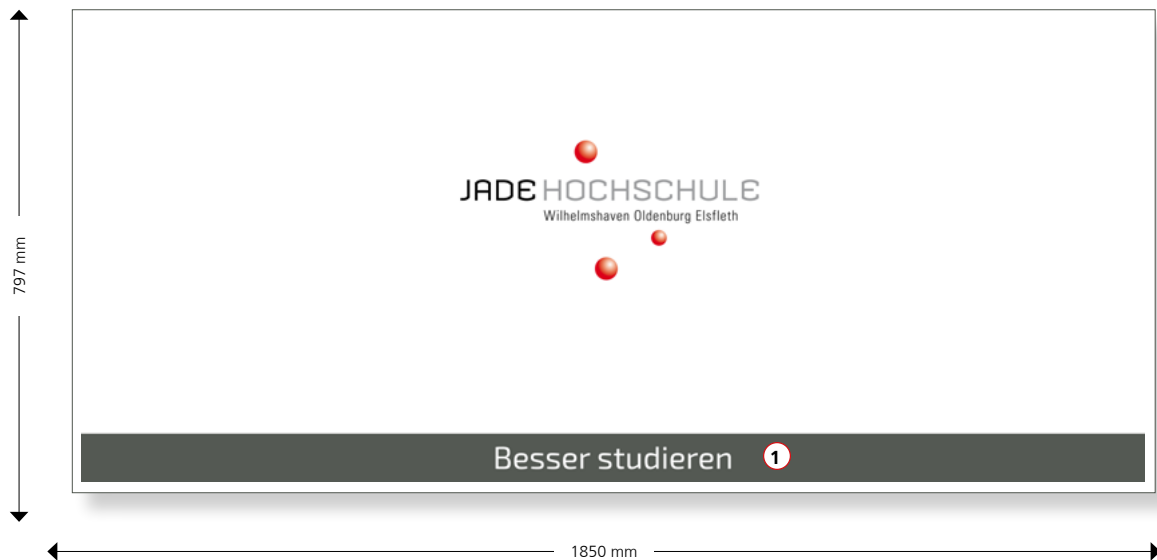 797 mm
JADE HOCHSCHULE
Wilhelmshaven Oldenburg Elsfleth
Besser studieren 1
1850 mm